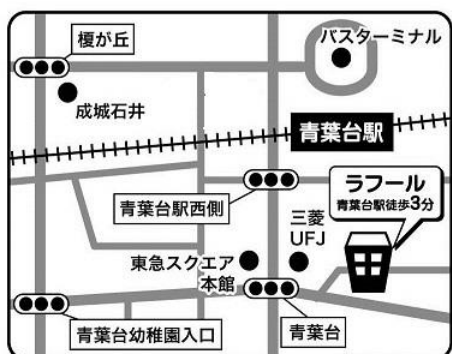 榎が丘
バスターミナル
成城石井
青葉台駅
ラフール
青葉台駅徒歩3分
青葉台駅西側
三菱
UFJ
東急スクエア
本館
青葉台幼稚園入口
青葉台